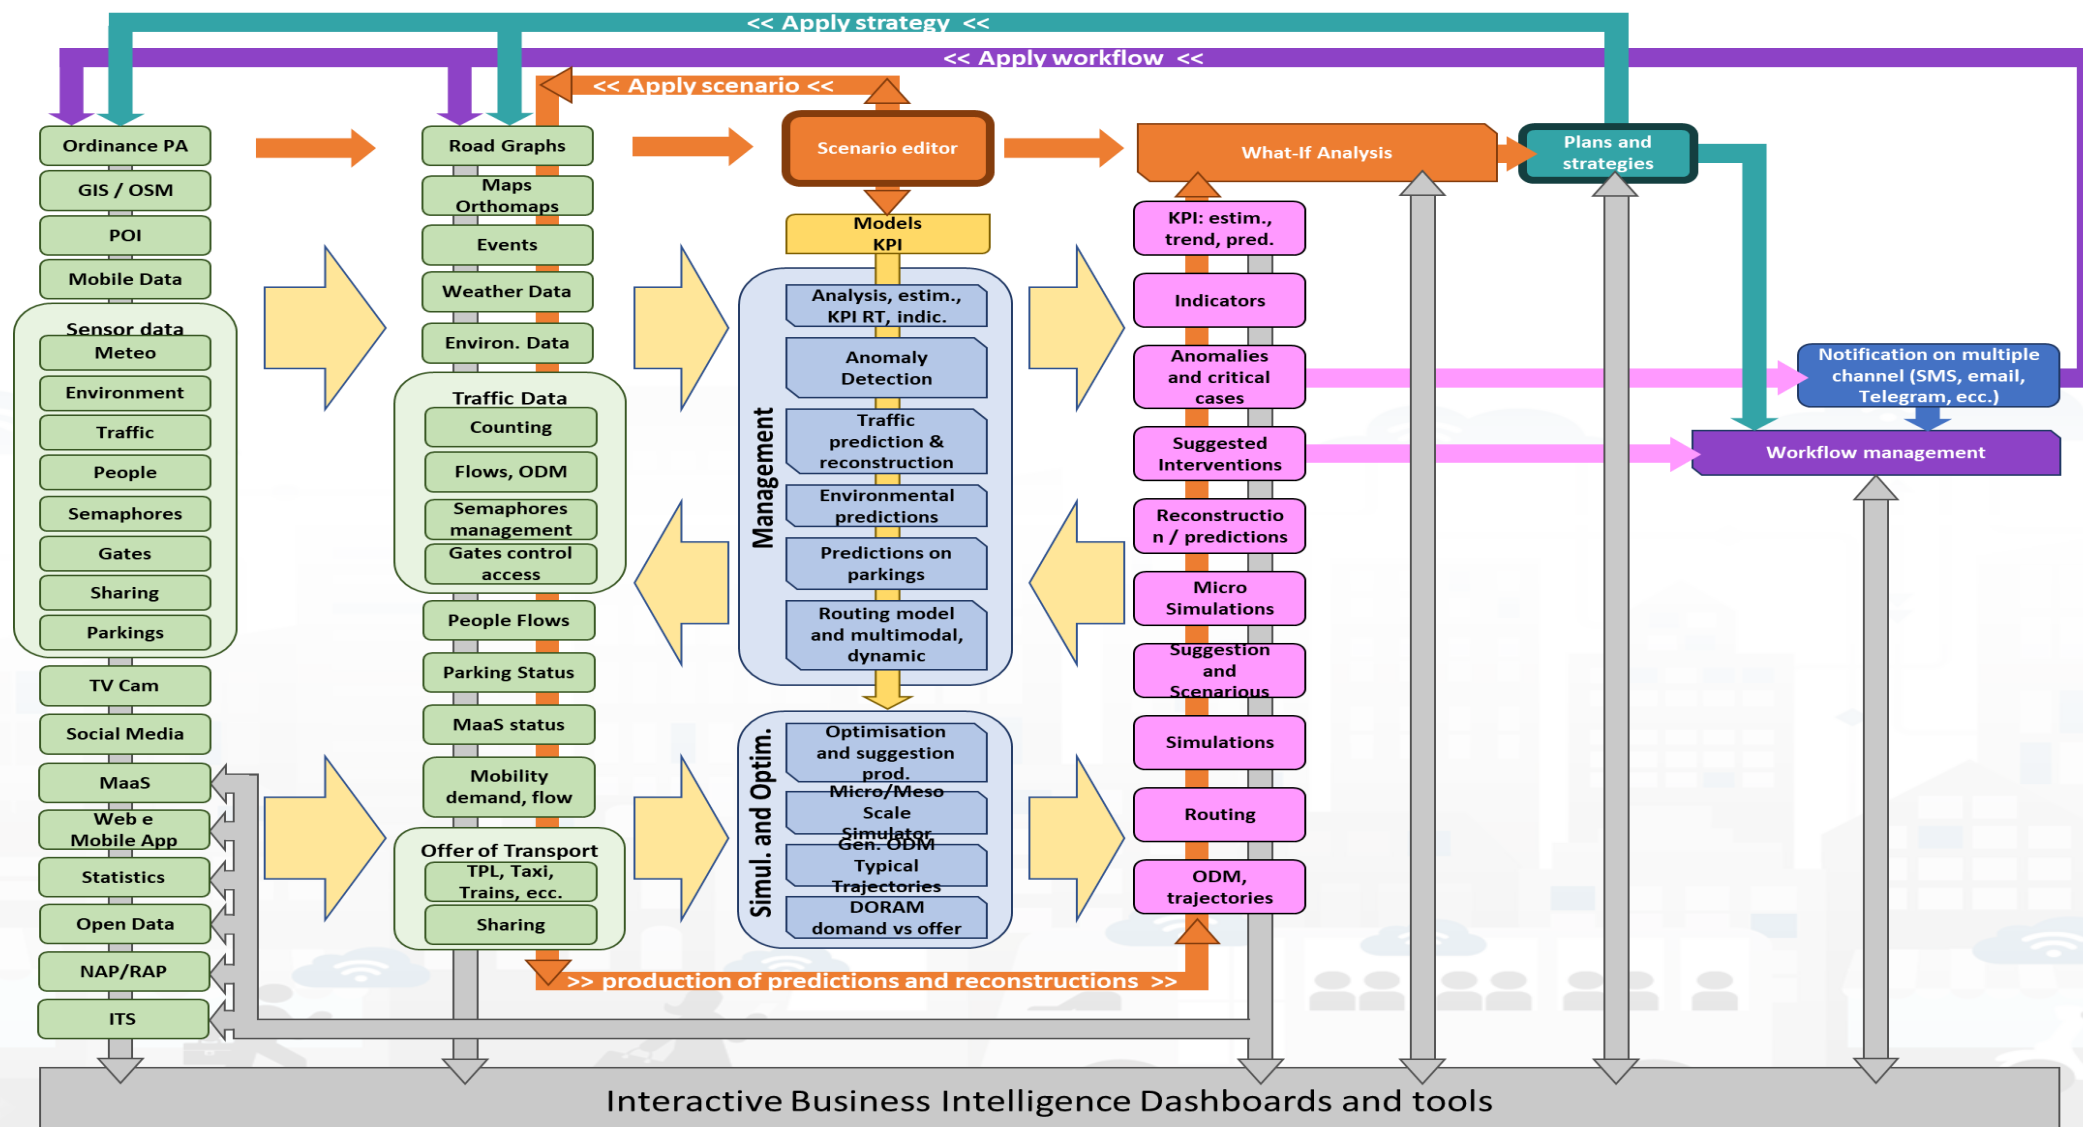 << Apply strategy <<
<< Apply workflow <<
<< Apply scenario <<
Ordinance PA
GIS / OSM
POI
Mobile Data
Sensor data
Meteo
Environment
Traffic
People
Semaphores
Gates
Sharing
Parkings
TV Cam
Social Media
MaaS
Web e
Mobile App
Statistics
Open Data
NAP/RAP
ITS
Road Graphs
Maps
Orthomaps
Events
Weather Data
Environ. Data
Traffic Data
Counting
Flows, ODM
Semaphores
management
Gates control
access
People Flows
Parking Status
MaaS status
Mobility
demand, flow
Offer of Transport
TPL, Taxi,
Trains, ecc.
Sharing
Scenario editor
Models
KPI
Management
Analysis, estim.,
KPI RT, indic.
Anomaly
Detection
Traffic
prediction &
reconstruction
Environmental
predictions
Predictions on
parkings
Routing model
and multimodal,
dynamic
Simul. and Optim.
Optimisation
and suggestion
prod.
Micro/Meso
Scale
Simulator
Gen. ODM
Typical
Trajectories
DORAM
domand vs offer
>> production of predictions and reconstructions >>
What-If Analysis
KPI: estim.,
trend, pred.
Indicators
Anomalies
and critical
cases
Suggested
Interventions
Reconstructio
n / predictions
Micro
Simulations
Suggestion
and
Scenarious
Simulations
Routing
ODM,
trajectories
Plans and
strategies
Notification on multiple
channel (SMS, email,
Telegram, ecc.)
Workflow management
Interactive Business Intelligence Dashboards and tools